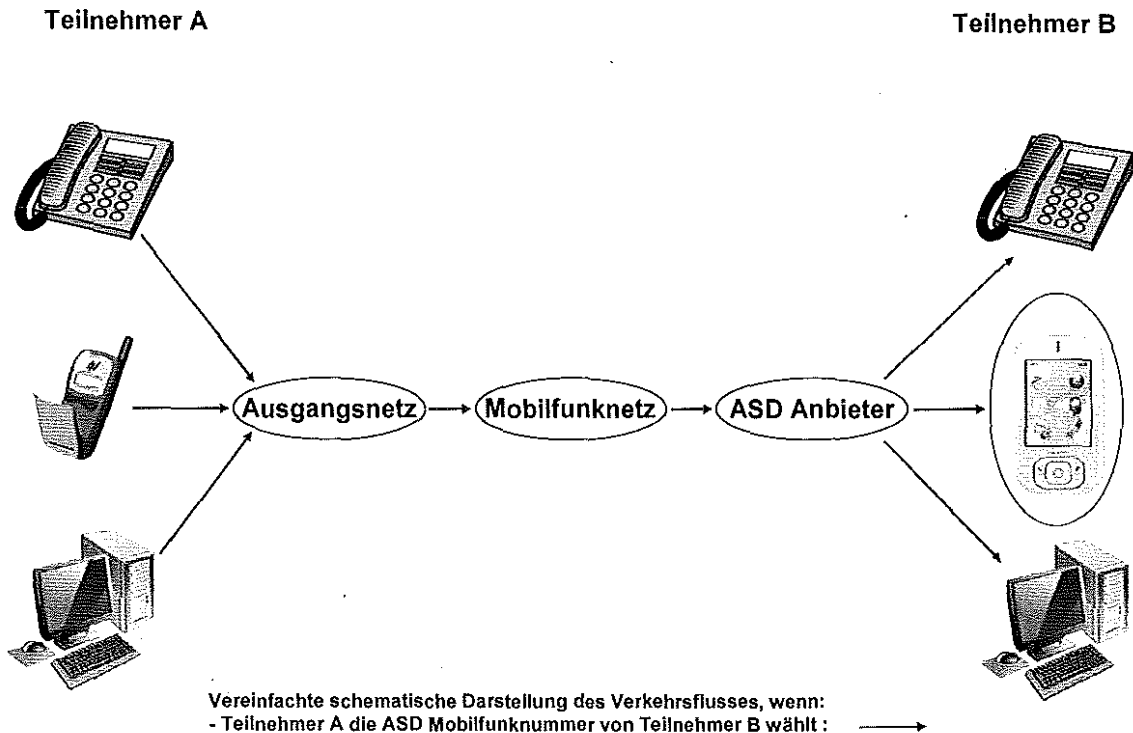 Teilnehmer A
Teilnehmer B
Ausgangsnetz
Mobilfunknetz
ASD Anbieter
Vereinfachte schematische Darstellung des Verkehrsflusses, wenn:
- Teilnehmer A die ASD Mobilfunknummer von Teilnehmer B wählt :